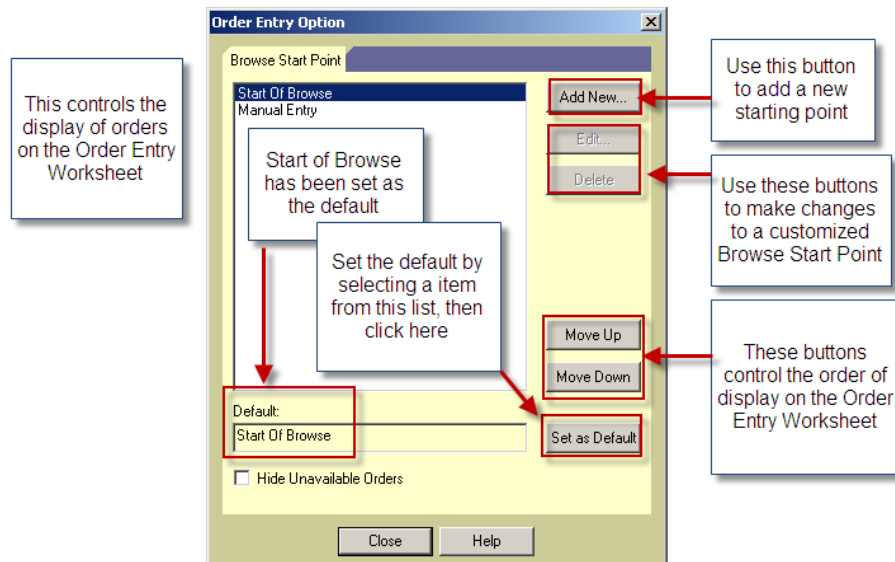 Order Entry Option
Browse Start Point
Start Of Browse
Manual Entry
Add New...
Edit...
Delete
Move Up
Move Down
Default:
Start Of Browse
Set as Default
Hide Unavailable Orders
Close
Help
This controls the
display of orders
on the Order Entry
Worksheet
Start of Browse
has been set as
the default
Set the default by
selecting a item
from this list, then
click here
Use this button
to add a new
starting point
Use these buttons
to make changes
to a customized
Browse Start Point
These buttons
control the order of
display on the Order
Entry Worksheet